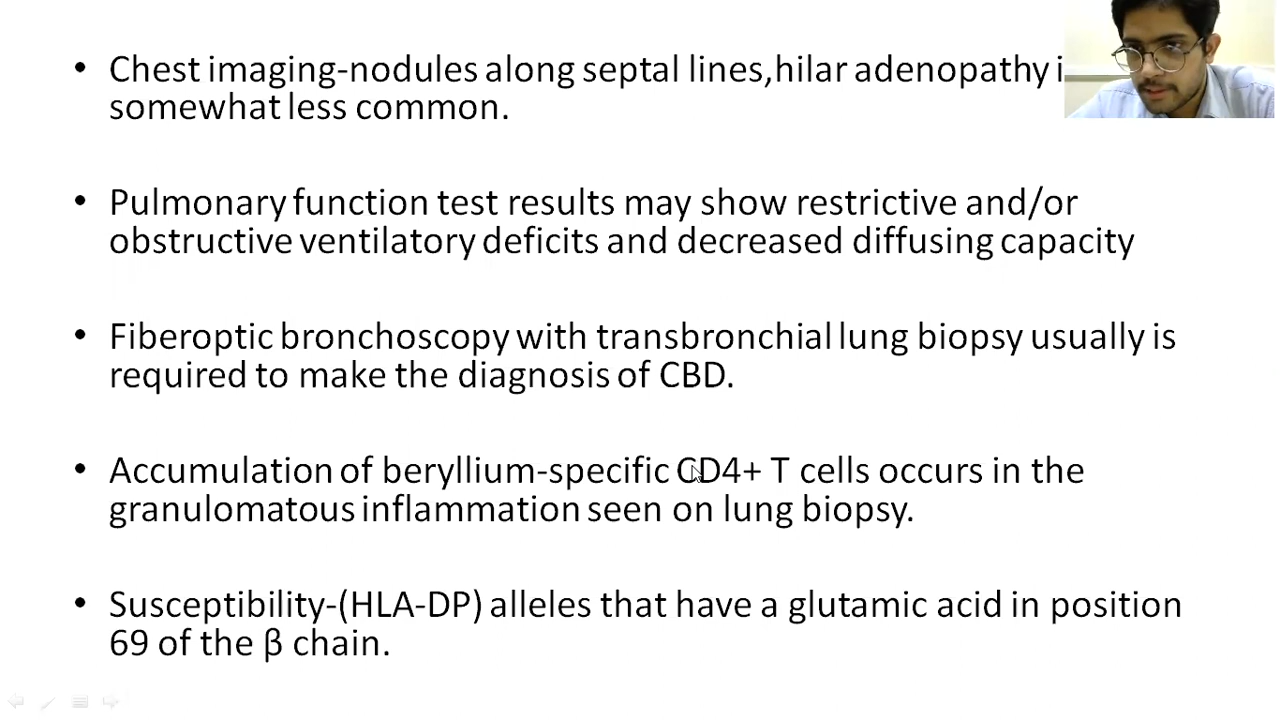 • Chest imaging-nodules along septal lines,hilar adenopathy
somewhat less common.
• Pulmonary function test results may show restrictive and/or
obstructive ventilatory deficits and decreased diffusing capacity
• Fiberoptic bronchoscopy with transbronchial lung biopsy usually is
required to make the diagnosis of CBD.
• Accumulation of beryllium-specific CD4+ T cells occurs in the
granulomatous inflammation seen on lung biopsy.
• Susceptibility-(HLA-DP) alleles that have a glutamic acid in position
69 of the β chain.